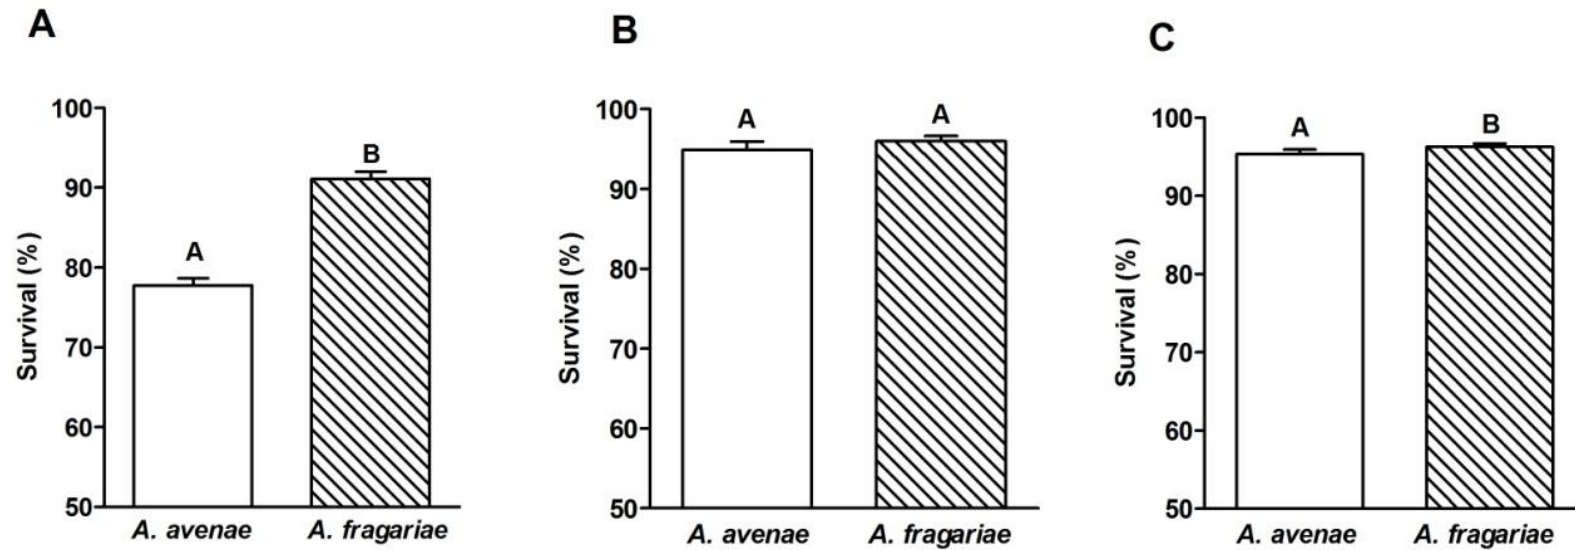 A
100
90
80
70
60
50
Survival (%)
A
B
A. avenae
A. fragariae
B
100
90
80
70
60
50
Survival (%)
A
A
A. avenae
A. fragariae
C
100
90
80
70
60
50
Survival (%)
A
B
A. avenae
A. fragariae